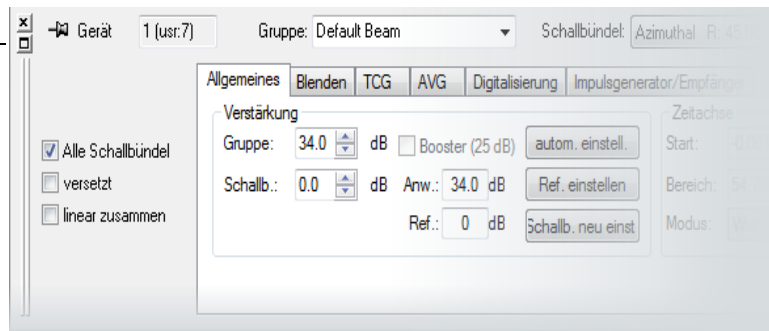 Gerät 1 (usr:7) Gruppe: Default Beam Schallbündel: Azimuthal R: 45
Allgemeines Blenden TCG AVG Digitalisierung Impulsgenerator/Empfänger
Verstärkung Zeitachse
Alle Schallbündel Gruppe: 34.0 dB Booster (25 dB) autom. einstell. Start:
versetzt Schallb.: 0.0 dB Anw.: 34.0 dB Ref. einstellen Bereich: 54
linear zusammen Ref.: 0 dB Schallb. neu einst Modus: